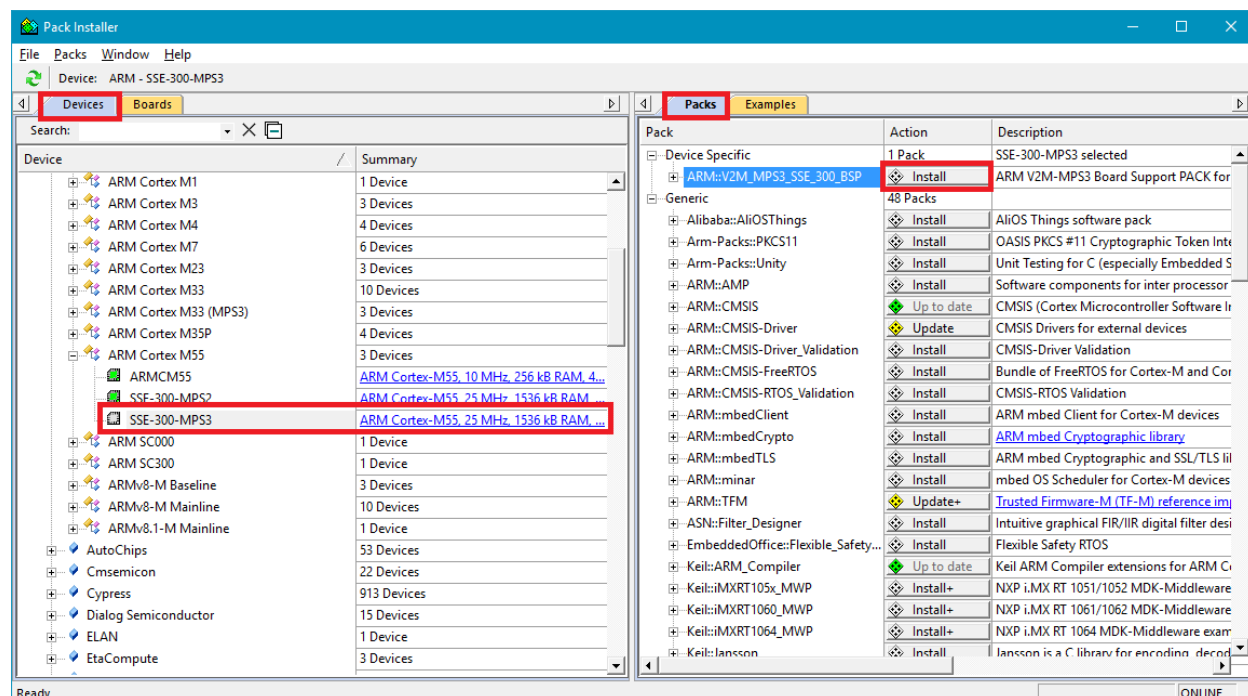 Pack Installer
File Packs Window Help
Device: ARM - SSE-300-MPS3
Devices Boards
Search:
Device Summary
ARM Cortex M1 1 Device
ARM Cortex M3 3 Devices
ARM Cortex M4 4 Devices
ARM Cortex M7 6 Devices
ARM Cortex M23 3 Devices
ARM Cortex M33 10 Devices
ARM Cortex M33 (MPS3) 3 Devices
ARM Cortex M35P 4 Devices
ARM Cortex M55 3 Devices
ARMCM55 ARM Cortex-M55, 10 MHz, 256 kB RAM, 4...
SSE-300-MPS2 ARM Cortex-M55, 25 MHz, 1536 kB RAM, ...
SSE-300-MPS3 ARM Cortex-M55, 25 MHz, 1536 kB RAM, ...
ARM SC000 1 Device
ARM SC300 1 Device
ARMv8-M Baseline 3 Devices
ARMv8-M Mainline 10 Devices
ARMv8.1-M Mainline 1 Device
AutoChips 53 Devices
Cmsemicon 22 Devices
Cypress 913 Devices
Dialog Semiconductor 15 Devices
ELAN 1 Device
EtaCompute 3 Devices
Packs Examples
Pack Action Description
Device Specific 1 Pack SSE-300-MPS3 selected
ARM::V2M_MPS3_SSE_300_BSP Install ARM V2M-MPS3 Board Support PACK for
Generic 48 Packs
Alibaba::AliOSThings Install AliOS Things software pack
Arm-Packs::PKCS11 Install OASIS PKCS #11 Cryptographic Token Inte
Arm-Packs::Unity Install Unit Testing for C (especially Embedded S
ARM::AMP Install Software components for inter processor
ARM::CMSIS Up to date CMSIS (Cortex Microcontroller Software I
ARM::CMSIS-Driver Update CMSIS Drivers for external devices
ARM::CMSIS-Driver_Validation Install CMSIS-Driver Validation
ARM::CMSIS-FreeRTOS Install Bundle of FreeRTOS for Cortex-M and Cor
ARM::CMSIS-RTOS_Validation Install CMSIS-RTOS Validation
ARM::mbedClient Install ARM mbed Client for Cortex-M devices
ARM::mbedCrypto Install ARM mbed Cryptographic library
ARM::mbedTLS Install ARM mbed Cryptographic and SSL/TLS li
ARM::minar Install mbed OS Scheduler for Cortex-M devices
ARM::TFM Update+ Trusted Firmware-M (TF-M) reference im
ASN::Filter_Designer Install Intuitive graphical FIR/IIR digital filter desi
EmbeddedOffice::Flexible_Safety... Install Flexible Safety RTOS
Keil::ARM_Compiler Up to date Keil ARM Compiler extensions for ARM C
Keil::iMXRT105x_MWP Install+ NXP i.MX RT 1051/1052 MDK-Middleware
Keil::iMXRT1060_MWP Install+ NXP i.MX RT 1061/1062 MDK-Middleware
Keil::iMXRT1064_MWP Install+ NXP i.MX RT 1064 MDK-Middleware exam
Keil::Jansson Install Jansson is a C library for encoding, decod
Ready ONLINE